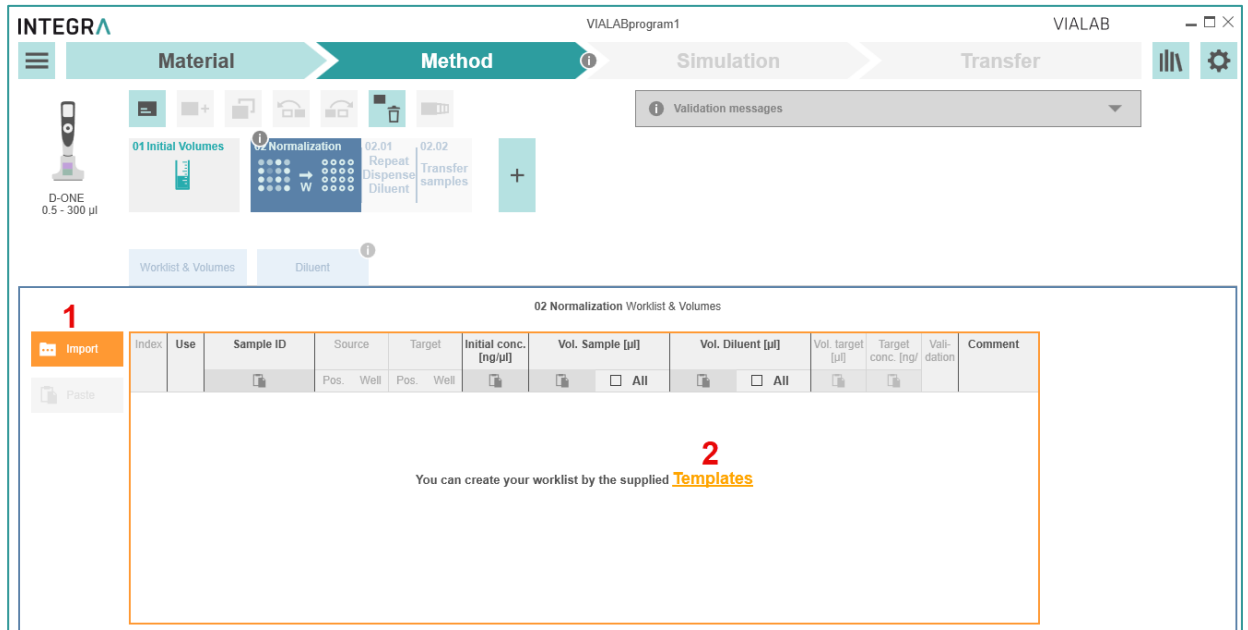 INTEGRA
VIALABprogram1
VIALAB
Material
Method
Simulation
Transfer
Validation messages
01 Initial Volumes
02 Normalization
W
02.01
Repeat
Dispense
Diluent
02.02
Transfer
samples
+
D-ONE
0.5 - 300 µl
Worklist & Volumes
Diluent
02 Normalization Worklist & Volumes
1
Import
Paste
Index
Use
Sample ID
Source
Target
Initial conc.
[ng/µl]
Vol. Sample [µl]
Vol. Diluent [µl]
Vol. target
[µl]
Target
conc. [ng/
Vali-
dation
Comment
Pos. Well
Pos. Well
All
All
2
You can create your worklist by the supplied Templates